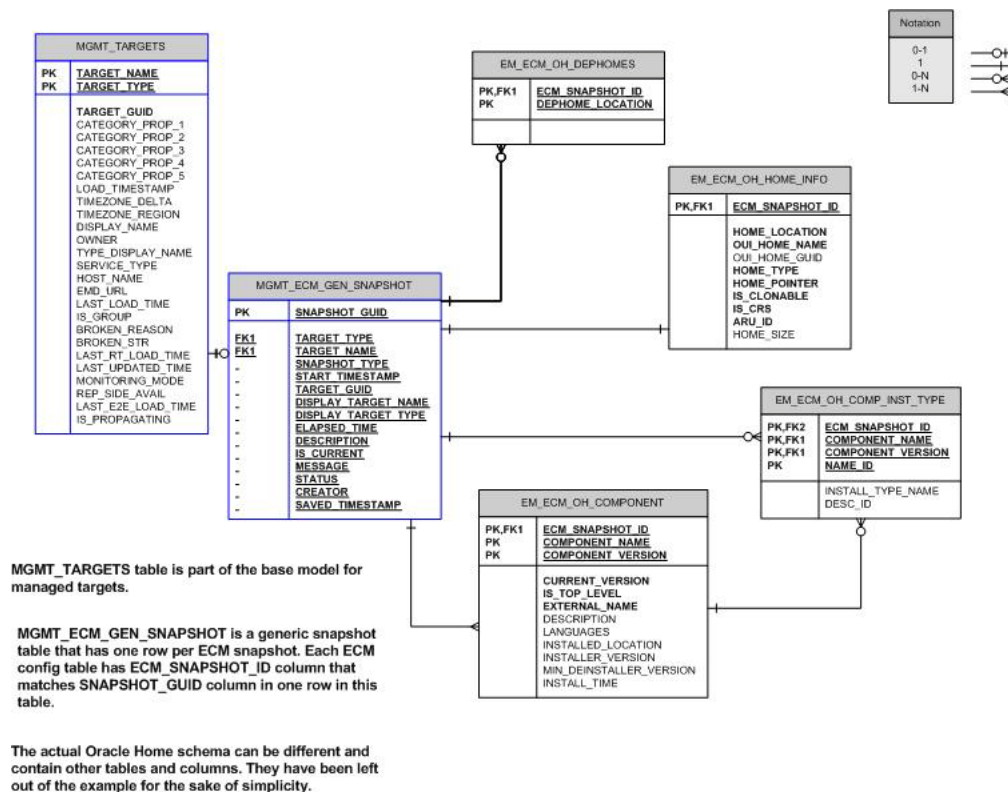 MGMT_TARGETS
PK TARGET_NAME
PK TARGET_TYPE
TARGET_GUID
CATEGORY_PROP_1
CATEGORY_PROP_2
CATEGORY_PROP_3
CATEGORY_PROP_4
CATEGORY_PROP_5
LOAD_TIMESTAMP
TIMEZONE_DELTA
TIMEZONE_REGION
DISPLAY_NAME
OWNER
TYPE_DISPLAY_NAME
SERVICE_TYPE
HOST_NAME
EMD_URL
LAST_LOAD_TIME
IS_GROUP
BROKEN_REASON
BROKEN_STR
LAST_RT_LOAD_TIME
LAST_UPDATED_TIME
MONITORING_MODE
REP_SIDE_AVAIL
LAST_E2E_LOAD_TIME
IS_PROPAGATING
EM_ECM_OH_DEPHOMES
PK,FK1 ECM_SNAPSHOT_ID
PK DEPHOME_LOCATION
Notation
0-1
1
0-N
1-N
EM_ECM_OH_HOME_INFO
PK,FK1 ECM_SNAPSHOT_ID
HOME_LOCATION
OUI_HOME_NAME
OUI_HOME_GUID
HOME_TYPE
HOME_POINTER
IS_CLONABLE
IS_CRS
ARU_ID
HOME_SIZE
MGMT_ECM_GEN_SNAPSHOT
PK SNAPSHOT_GUID
FK1 TARGET_TYPE
FK1 TARGET_NAME
- SNAPSHOT_TYPE
- START_TIMESTAMP
- TARGET_GUID
- DISPLAY_TARGET_NAME
- DISPLAY_TARGET_TYPE
- ELAPSED_TIME
- DESCRIPTION
- IS_CURRENT
- MESSAGE
- STATUS
- CREATOR
- SAVED_TIMESTAMP
EM_ECM_OH_COMP_INST_TYPE
PK,FK2 ECM_SNAPSHOT_ID
PK,FK1 COMPONENT_NAME
PK,FK1 COMPONENT_VERSION
PK NAME_ID
INSTALL_TYPE_NAME
DESC_ID
EM_ECM_OH_COMPONENT
PK,FK1 ECM_SNAPSHOT_ID
PK COMPONENT_NAME
PK COMPONENT_VERSION
CURRENT_VERSION
IS_TOP_LEVEL
EXTERNAL_NAME
DESCRIPTION
LANGUAGES
INSTALLED_LOCATION
INSTALLER_VERSION
MIN_DEINSTALLER_VERSION
INSTALL_TIME
MGMT_TARGETS table is part of the base model for
managed targets.
MGMT_ECM_GEN_SNAPSHOT is a generic snapshot
table that has one row per ECM snapshot. Each ECM
config table has ECM_SNAPSHOT_ID column that
matches SNAPSHOT_GUID column in one row in this
table.
The actual Oracle Home schema can be different and
contain other tables and columns. They have been left
out of the example for the sake of simplicity.